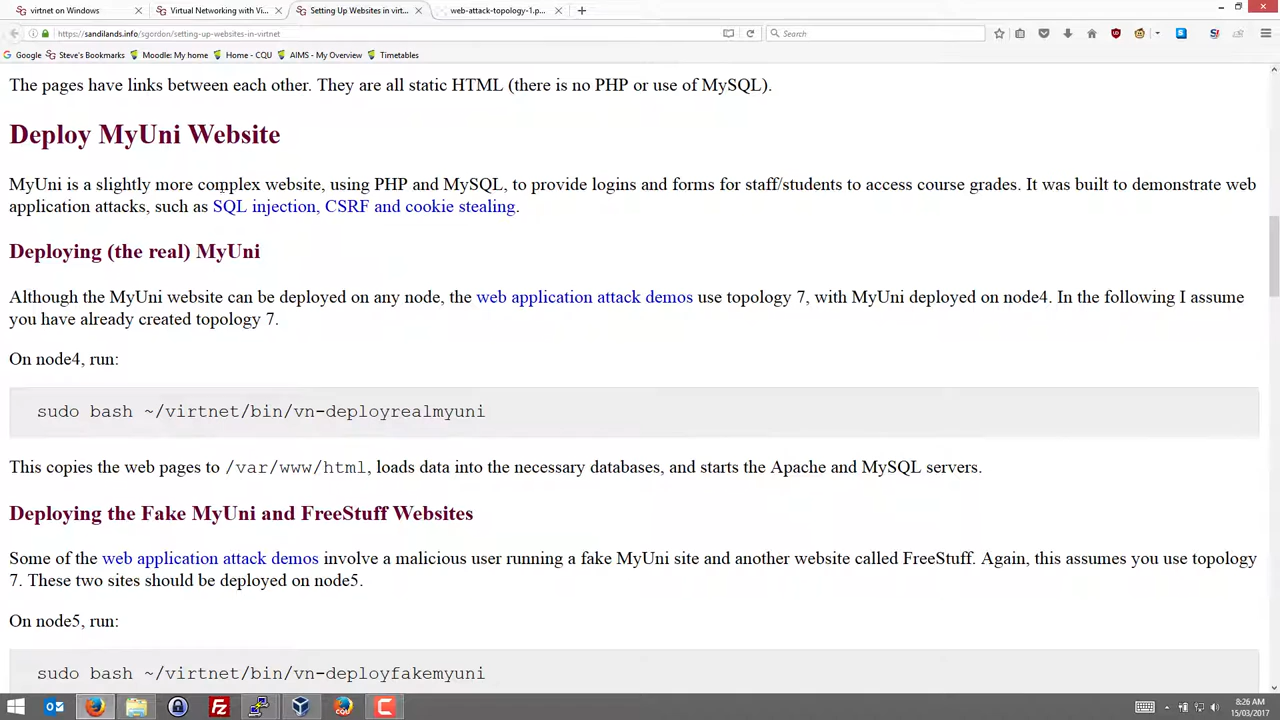 virtnet on Windows
Virtual Networking with Vi...
Setting Up Websites in virt...
web-attack-topology-1.p...
https://sandilands.info/sgordon/setting-up-websites-in-virtnet
Search
Google Steve's Bookmarks Moodle: My home Home - CQU AIMS - My Overview Timetables
The pages have links between each other. They are all static HTML (there is no PHP or use of MySQL).
Deploy MyUni Website
MyUni is a slightly more complex website, using PHP and MySQL, to provide logins and forms for staff/students to access course grades. It was built to demonstrate web
application attacks, such as SQL injection, CSRF and cookie stealing.
Deploying (the real) MyUni
Although the MyUni website can be deployed on any node, the web application attack demos use topology 7, with MyUni deployed on node4. In the following I assume
you have already created topology 7.
On node4, run:
sudo bash ~/virtnet/bin/vn-deployrealmyuni
This copies the web pages to /var/www/html, loads data into the necessary databases, and starts the Apache and MySQL servers.
Deploying the Fake MyUni and FreeStuff Websites
Some of the web application attack demos involve a malicious user running a fake MyUni site and another website called FreeStuff. Again, this assumes you use topology
7. These two sites should be deployed on node5.
On node5, run:
sudo bash ~/virtnet/bin/vn-deployfakemyuni
8:26 AM
15/03/2017